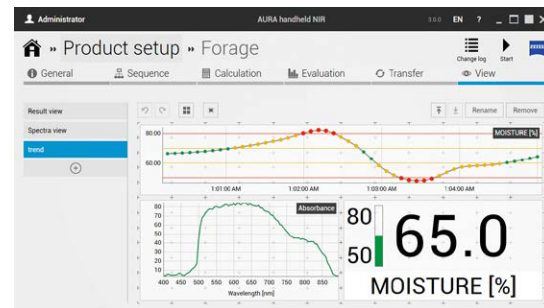 Administrator
AURA handheld NIR
3.0.0 EN ?
» Product setup » Forage
Change log Start
General Sequence Calculation Evaluation Transfer View
Result view
Spectra view
trend
Rename Remove
MOISTURE [%]
80.00
60.00
1:01:00 AM 1:02:00 AM 1:03:00 AM 1:04:00 AM
Absorbance
80
70
60
50
40
30
20
10
400 450 500 550 600 650 700 750 800 850
Wavelength [nm]
80
50
65.0
MOISTURE [%]